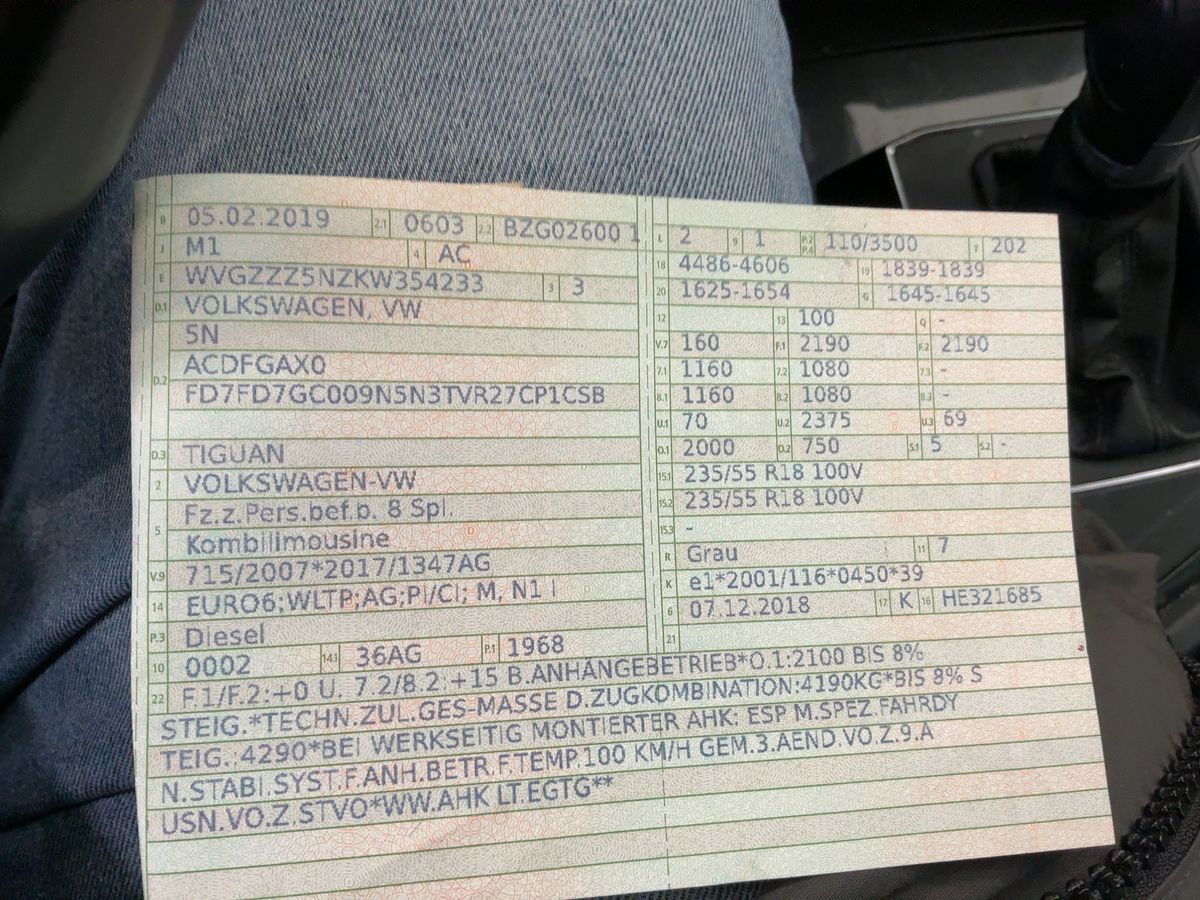 B 05.02.2019 2.1 0603 2.2 BZG02600 1
J M1 4 AC
E WVGZZZ5NZKW354233 3 3
D.1 VOLKSWAGEN, VW
5N
D.2 ACDFGAX0
FD7FD7GC009N5N3TVR27CP1CSB
D.3 TIGUAN
2 VOLKSWAGEN-VW
5 Fz.z.Pers.bef.b. 8 Spl.
Kombilimousine
V.9 715/2007*2017/1347AG
14 EURO6;WLTP;AG;PI/CI; M, N1 I
P.3 Diesel
10 0002 14.1 36AG P.1 1968
L 2 9 1 P.2 P.4 110/3500 T 202
18 4486-4606 19 1839-1839
20 1625-1654 G 1645-1645
12 13 100 Q -
V.7 160 F.1 2190 F.2 2190
7.1 1160 7.2 1080 7.3 -
8.1 1160 8.2 1080 8.3 -
U.1 70 U.2 2375 U.3 69
O.1 2000 O.2 750 S.1 5 S.2 -
15.1 235/55 R18 100V
15.2 235/55 R18 100V
15.3 -
R Grau 11 7
K e1*2001/116*0450*39
6 07.12.2018 17 K 16 HE321685
21
22 F.1/F.2:+0 U. 7.2/8.2:+15 B.ANHÄNGEBETRIEB*O.1:2100 BIS 8%
STEIG.*TECHN.ZUL.GES-MASSE D.ZUGKOMBINATION:4190KG*BIS 8% S
TEIG.:4290*BEI WERKSEITIG MONTIERTER AHK: ESP M.SPEZ.FAHRDY
N.STABI.SYST.F.ANH.BETR.F.TEMP.100 KM/H GEM.3.AEND.VO.Z.9.A
USN.VO.Z.STVO*WW.AHK LT.EGTG**